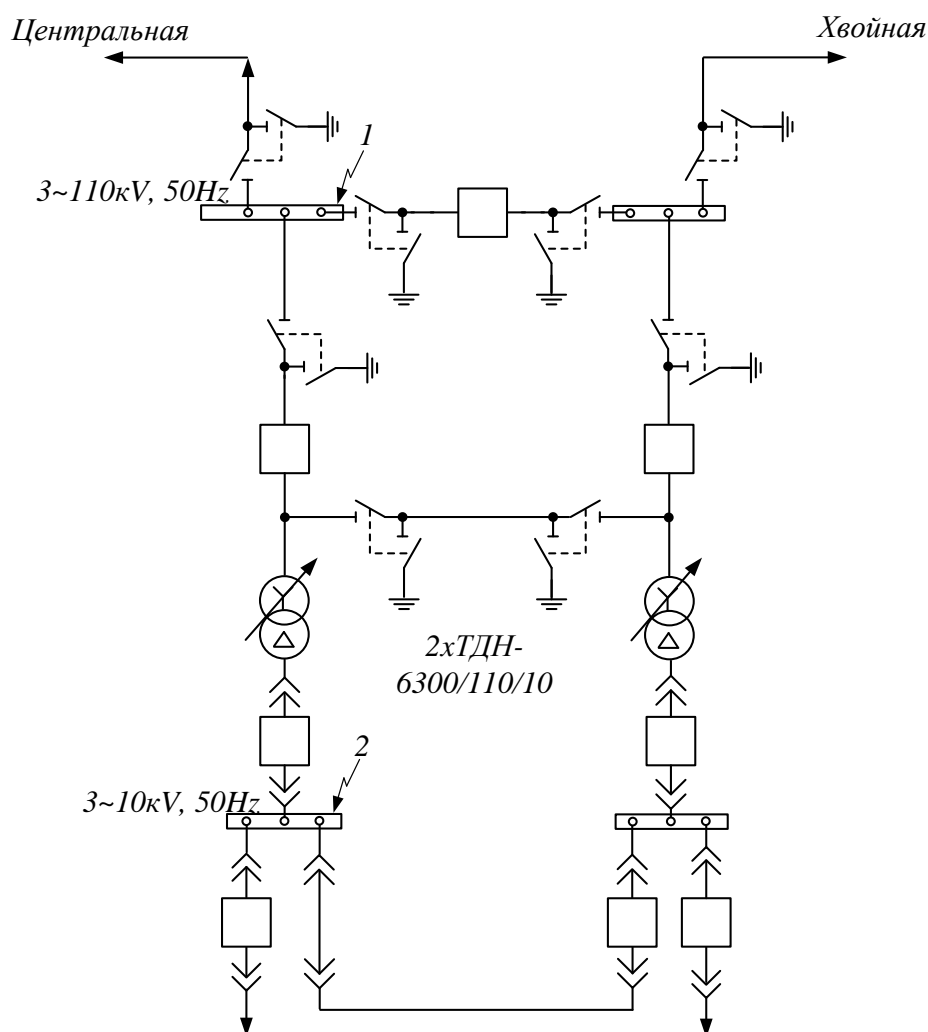 Центральная
Хвойная
1
3~110кV, 50Hz
2хТДН-
6300/110/10
2
3~10кV, 50Hz